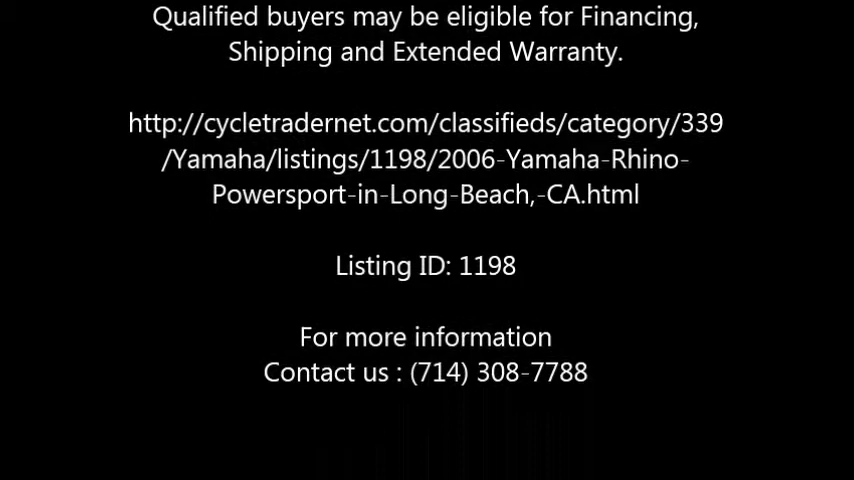 Qualified buyers may be eligible for Financing,
Shipping and Extended Warranty.
http://cycletradernet.com/classifieds/category/339
/Yamaha/listings/1198/2006-Yamaha-Rhino-
Powersport-in-Long-Beach,-CA.html
Listing ID: 1198
For more information
Contact us : (714) 308-7788